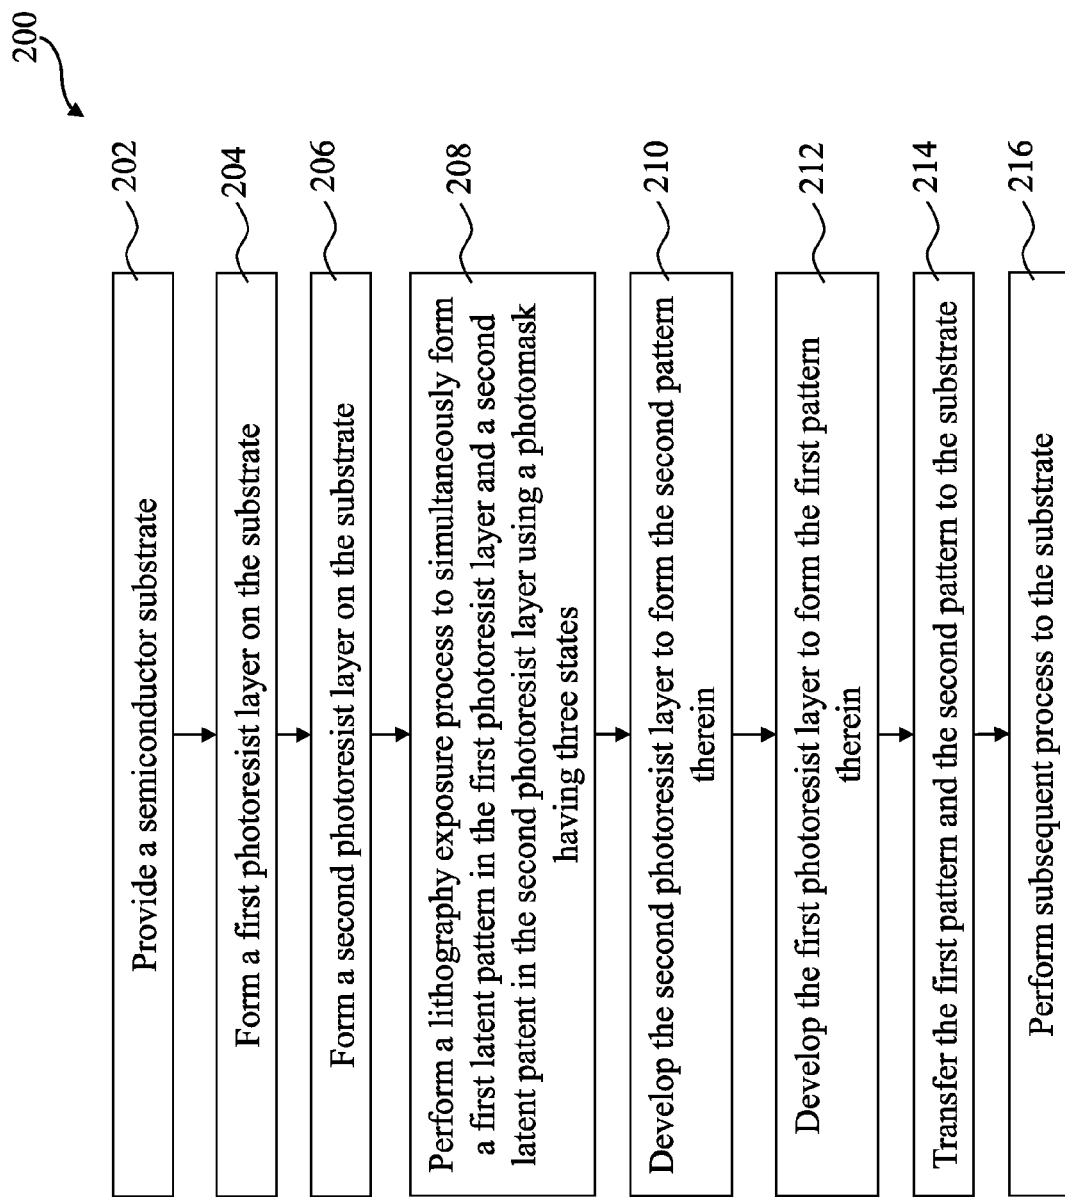 200
Provide a semiconductor substrate
202
Form a first photoresist layer on the substrate
204
Form a second photoresist layer on the substrate
206
Perform a lithography exposure process to simultaneously form
a first latent pattern in the first photoresist layer and a second
latent patent in the second photoresist layer using a photomask
having three states
208
Develop the second photoresist layer to form the second pattern
therein
210
Develop the first photoresist layer to form the first pattern
therein
212
Transfer the first pattern and the second pattern to the substrate
214
Perform subsequent process to the substrate
216